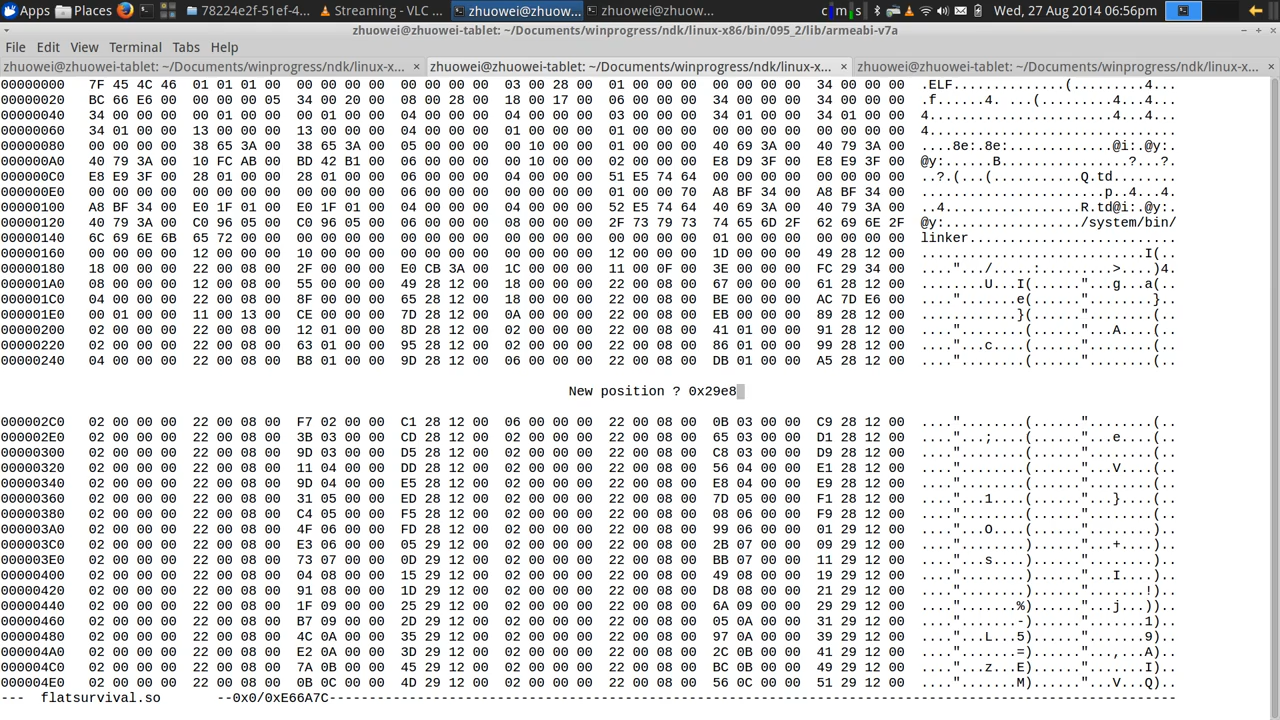 Apps Places 78224e2f-51ef-4... Streaming - VLC ... zhuowei@zhuow... zhuowei@zhuow... Wed, 27 Aug 2014 06:56pm
zhuowei@zhuowei-tablet: ~/Documents/winprogress/ndk/linux-x86/bin/095_2/lib/armeabi-v7a
File Edit View Terminal Tabs Help
zhuowei@zhuowei-tablet: ~/Documents/winprogress/ndk/linux-x... × zhuowei@zhuowei-tablet: ~/Documents/winprogress/ndk/linux-x... × zhuowei@zhuowei-tablet: ~/Documents/winprogress/ndk/linux-x... ×
00000000 7F 45 4C 46 01 01 01 00 00 00 00 00 00 00 00 00 03 00 28 00 01 00 00 00 00 00 00 00 34 00 00 00 .ELF............(.......4...
00000020 BC 66 E6 00 00 00 00 05 34 00 20 00 08 00 28 00 18 00 17 00 06 00 00 00 34 00 00 00 34 00 00 00 .f......4. ...(.........4...4...
00000040 34 00 00 00 00 01 00 00 00 01 00 00 04 00 00 00 04 00 00 00 03 00 00 00 34 01 00 00 34 01 00 00 4.......................4...4...
00000060 34 01 00 00 13 00 00 00 13 00 00 00 04 00 00 00 01 00 00 00 01 00 00 00 00 00 00 00 00 00 00 00 4...............................
00000080 00 00 00 00 38 65 3A 00 38 65 3A 00 05 00 00 00 00 10 00 00 01 00 00 00 40 69 3A 00 40 79 3A 00 ....8e:.8e:.............@i:.@y:.
000000A0 40 79 3A 00 10 FC AB 00 BD 42 B1 00 06 00 00 00 00 10 00 00 02 00 00 00 E8 D9 3F 00 E8 E9 3F 00 @y:......B................?...?.
000000C0 E8 E9 3F 00 28 01 00 00 28 01 00 00 06 00 00 00 04 00 00 00 51 E5 74 64 00 00 00 00 00 00 00 00 ..?.(...(...........Q.td........
000000E0 00 00 00 00 00 00 00 00 00 00 00 00 06 00 00 00 00 00 00 00 01 00 00 70 A8 BF 34 00 A8 BF 34 00 .......................p..4...4.
00000100 A8 BF 34 00 E0 1F 01 00 E0 1F 01 00 04 00 00 00 04 00 00 00 52 E5 74 64 40 69 3A 00 40 79 3A 00 ..4.................R.td@i:.@y:.
00000120 40 79 3A 00 C0 96 05 00 C0 96 05 00 06 00 00 00 08 00 00 00 2F 73 79 73 74 65 6D 2F 62 69 6E 2F @y:................./system/bin/
00000140 6C 69 6E 6B 65 72 00 00 00 00 00 00 00 00 00 00 00 00 00 00 00 00 00 00 01 00 00 00 00 00 00 00 linker..........................
00000160 00 00 00 00 12 00 00 00 10 00 00 00 00 00 00 00 00 00 00 00 12 00 00 00 1D 00 00 00 49 28 12 00 ............................I(..
00000180 18 00 00 00 22 00 08 00 2F 00 00 00 E0 CB 3A 00 1C 00 00 00 11 00 0F 00 3E 00 00 00 FC 29 34 00 ....".../.....:.........>....)4.
000001A0 08 00 00 00 12 00 08 00 55 00 00 00 49 28 12 00 18 00 00 00 22 00 08 00 67 00 00 00 61 28 12 00 ........U...I(......"...g...a(..
000001C0 04 00 00 00 22 00 08 00 8F 00 00 00 65 28 12 00 18 00 00 00 22 00 08 00 BE 00 00 00 AC 7D E6 00 ....".......e(......"........}..
000001E0 00 01 00 00 11 00 13 00 CE 00 00 00 7D 28 12 00 0A 00 00 00 22 00 08 00 EB 00 00 00 89 28 12 00 ............}(......"........(..
00000200 02 00 00 00 22 00 08 00 12 01 00 00 8D 28 12 00 02 00 00 00 22 00 08 00 41 01 00 00 91 28 12 00 ...."........(......"...A....(..
00000220 02 00 00 00 22 00 08 00 63 01 00 00 95 28 12 00 02 00 00 00 22 00 08 00 86 01 00 00 99 28 12 00 ...."...c....(......"........(..
00000240 04 00 00 00 22 00 08 00 B8 01 00 00 9D 28 12 00 06 00 00 00 22 00 08 00 DB 01 00 00 A5 28 12 00 ...."........(......"........(..
New position ? 0x29e8
000002C0 02 00 00 00 22 00 08 00 F7 02 00 00 C1 28 12 00 06 00 00 00 22 00 08 00 0B 03 00 00 C9 28 12 00 ...."........(......"........(..
000002E0 02 00 00 00 22 00 08 00 3B 03 00 00 CD 28 12 00 02 00 00 00 22 00 08 00 65 03 00 00 D1 28 12 00 ...."...;....(......"...e....(..
00000300 02 00 00 00 22 00 08 00 9D 03 00 00 D5 28 12 00 02 00 00 00 22 00 08 00 C8 03 00 00 D9 28 12 00 ...."........(......"........(..
00000320 02 00 00 00 22 00 08 00 11 04 00 00 DD 28 12 00 02 00 00 00 22 00 08 00 56 04 00 00 E1 28 12 00 ...."........(......"...V....(..
00000340 02 00 00 00 22 00 08 00 9D 04 00 00 E5 28 12 00 02 00 00 00 22 00 08 00 E8 04 00 00 E9 28 12 00 ...."........(......"........(..
00000360 02 00 00 00 22 00 08 00 31 05 00 00 ED 28 12 00 02 00 00 00 22 00 08 00 7D 05 00 00 F1 28 12 00 ...."...1....(......"...}....(..
00000380 02 00 00 00 22 00 08 00 C4 05 00 00 F5 28 12 00 02 00 00 00 22 00 08 00 08 06 00 00 F9 28 12 00 ...."........(......"........(..
000003A0 02 00 00 00 22 00 08 00 4F 06 00 00 FD 28 12 00 02 00 00 00 22 00 08 00 99 06 00 00 01 29 12 00 ...."...O....(......"........)..
000003C0 02 00 00 00 22 00 08 00 E3 06 00 00 05 29 12 00 02 00 00 00 22 00 08 00 2B 07 00 00 09 29 12 00 ...."........)......"...+....)..
000003E0 02 00 00 00 22 00 08 00 73 07 00 00 0D 29 12 00 02 00 00 00 22 00 08 00 BB 07 00 00 11 29 12 00 ...."...s....)......"........)..
00000400 02 00 00 00 22 00 08 00 04 08 00 00 15 29 12 00 02 00 00 00 22 00 08 00 49 08 00 00 19 29 12 00 ...."........)......"...I....)..
00000420 02 00 00 00 22 00 08 00 91 08 00 00 1D 29 12 00 02 00 00 00 22 00 08 00 D8 08 00 00 21 29 12 00 ...."........)......".......!)..
00000440 02 00 00 00 22 00 08 00 1F 09 00 00 25 29 12 00 02 00 00 00 22 00 08 00 6A 09 00 00 29 29 12 00 ....".......%)......"...j...))..
00000460 02 00 00 00 22 00 08 00 B7 09 00 00 2D 29 12 00 02 00 00 00 22 00 08 00 05 0A 00 00 31 29 12 00 ....".......-)......".......1)..
00000480 02 00 00 00 22 00 08 00 4C 0A 00 00 35 29 12 00 02 00 00 00 22 00 08 00 97 0A 00 00 39 29 12 00 ...."...L...5)......".......9)..
000004A0 02 00 00 00 22 00 08 00 E2 0A 00 00 3D 29 12 00 02 00 00 00 22 00 08 00 2C 0B 00 00 41 29 12 00 ....".......=)......"...,...A)..
000004C0 02 00 00 00 22 00 08 00 7A 0B 00 00 45 29 12 00 02 00 00 00 22 00 08 00 BC 0B 00 00 49 29 12 00 ...."...z...E)......".......I)..
000004E0 02 00 00 00 22 00 08 00 0B 0C 00 00 4D 29 12 00 02 00 00 00 22 00 08 00 56 0C 00 00 51 29 12 00 ....".......M)......"...V...Q)..
--- flatsurvival.so --0x0/0xE66A7C--------------------------------------------------------------------------------------------------------